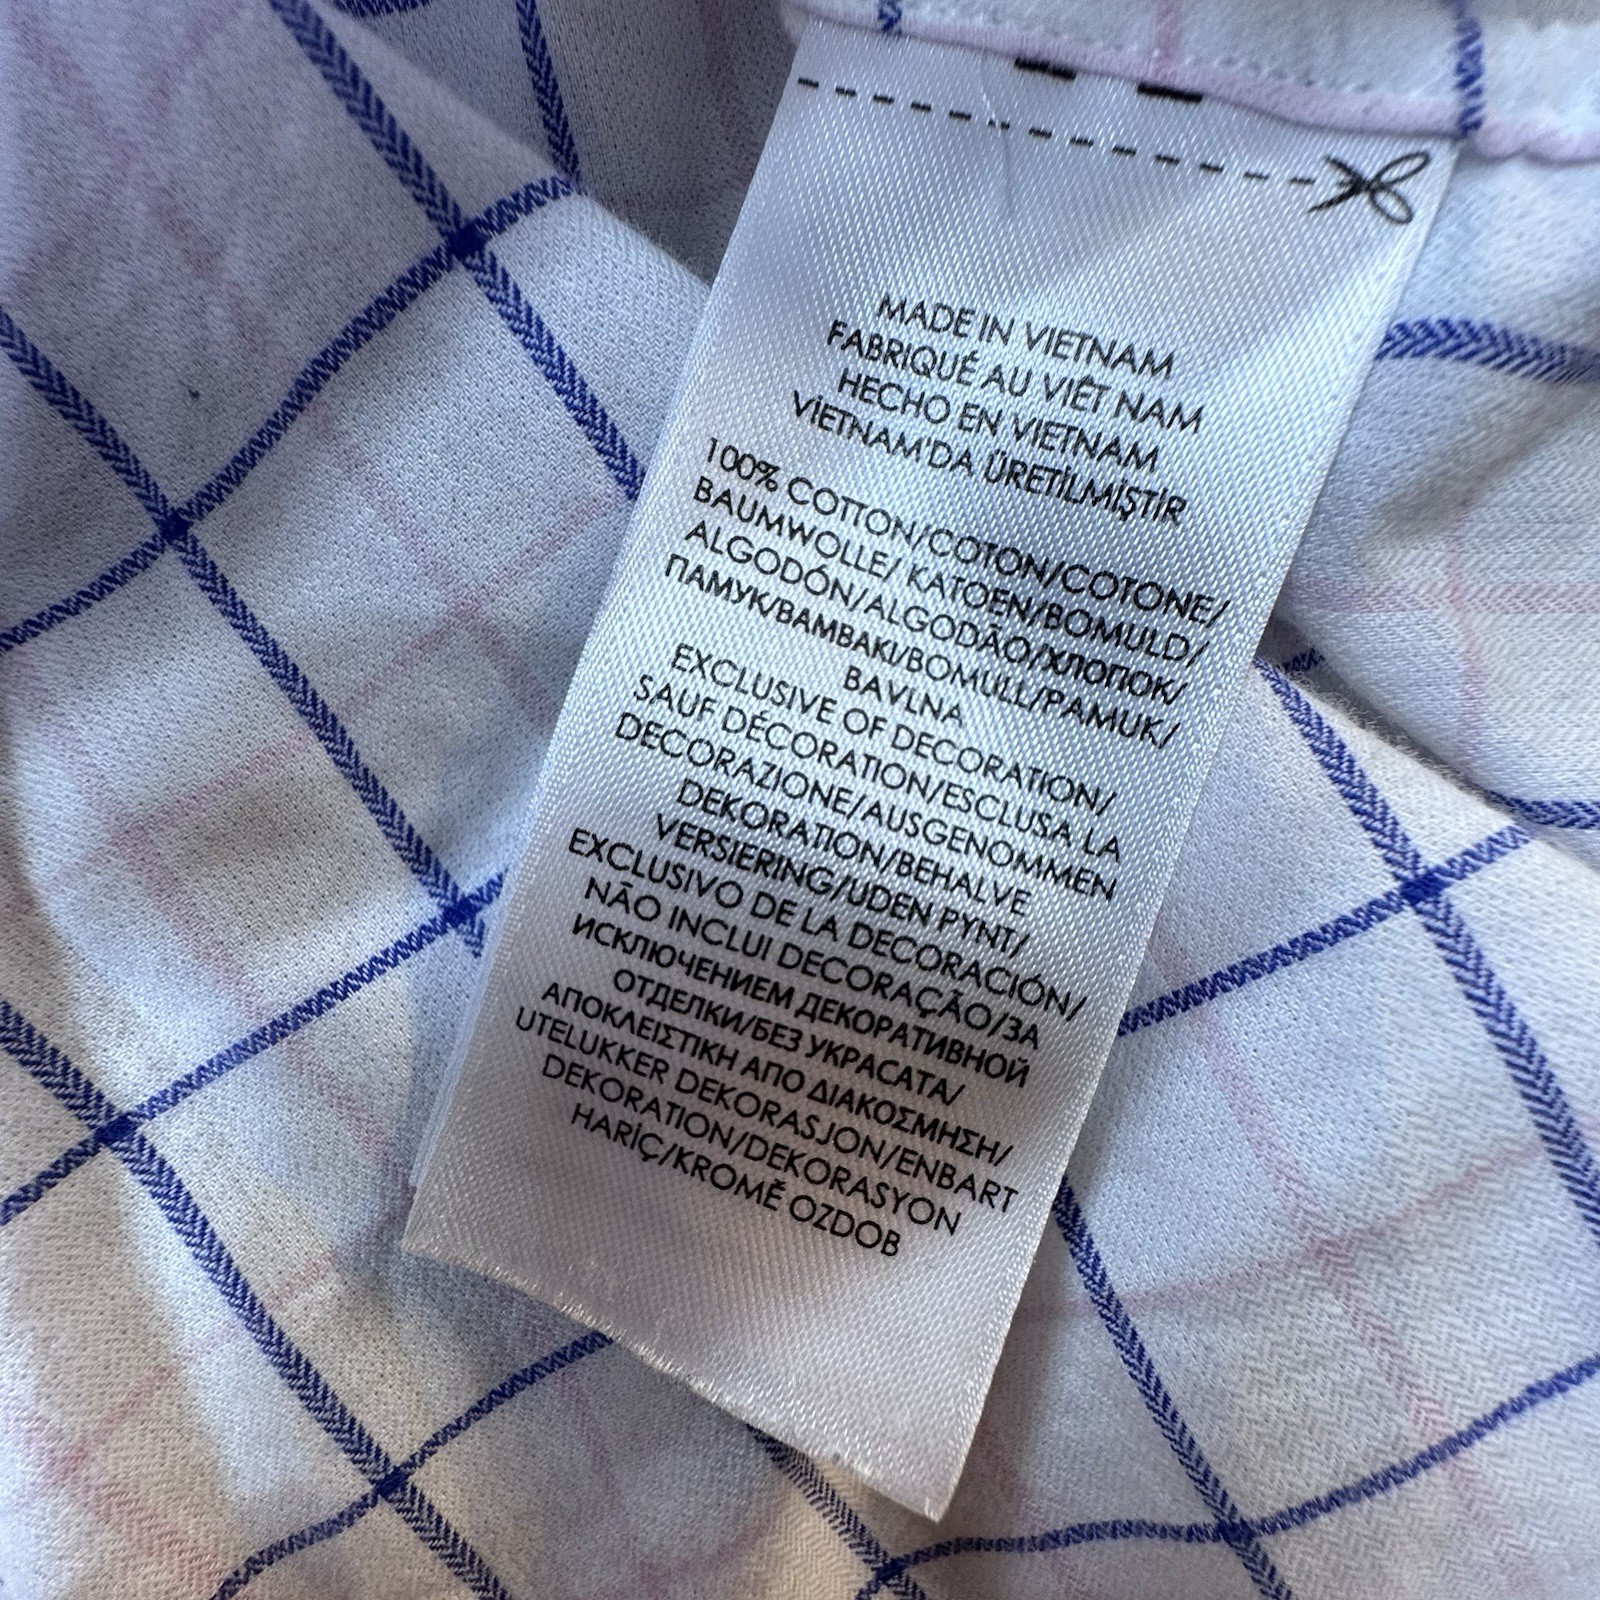 MADE IN VIETNAM
FABRIQUÉ AU VIÊT NAM
HECHO EN VIETNAM
VİETNAM'DA ÜRETİLMİŞTİR
100% COTTON/COTON/COTONE/
BAUMWOLLE/ KATOEN/BOMULD/
ALGODÓN/ALGODÃO/ХЛОПОК/
ПАМУК/ΒΑΜΒΑΚΙ/BOMULL/PAMUK/
BAVLNA
EXCLUSIVE OF DECORATION/
SAUF DÉCORATION/ESCLUSA LA
DECORAZIONE/AUSGENOMMEN
DEKORATION/BEHALVE
VERSIERING/UDEN PYNT/
EXCLUSIVO DE LA DECORACIÓN/
NÃO INCLUI DECORAÇÃO/ЗА
ИСКЛЮЧЕНИЕМ ДЕКОРАТИВНОЙ
ОТДЕЛКИ/БЕЗ УКРАСАТА/
ΑΠΟΚΛΕΙΣΤΙΚΗ ΑΠΟ ΔΙΑΚΟΣΜΗΣΗ/
UTELUKKER DEKORASJON/ENBART
DEKORATION/DEKORASYON
HARİÇ/KROMĚ OZDOB